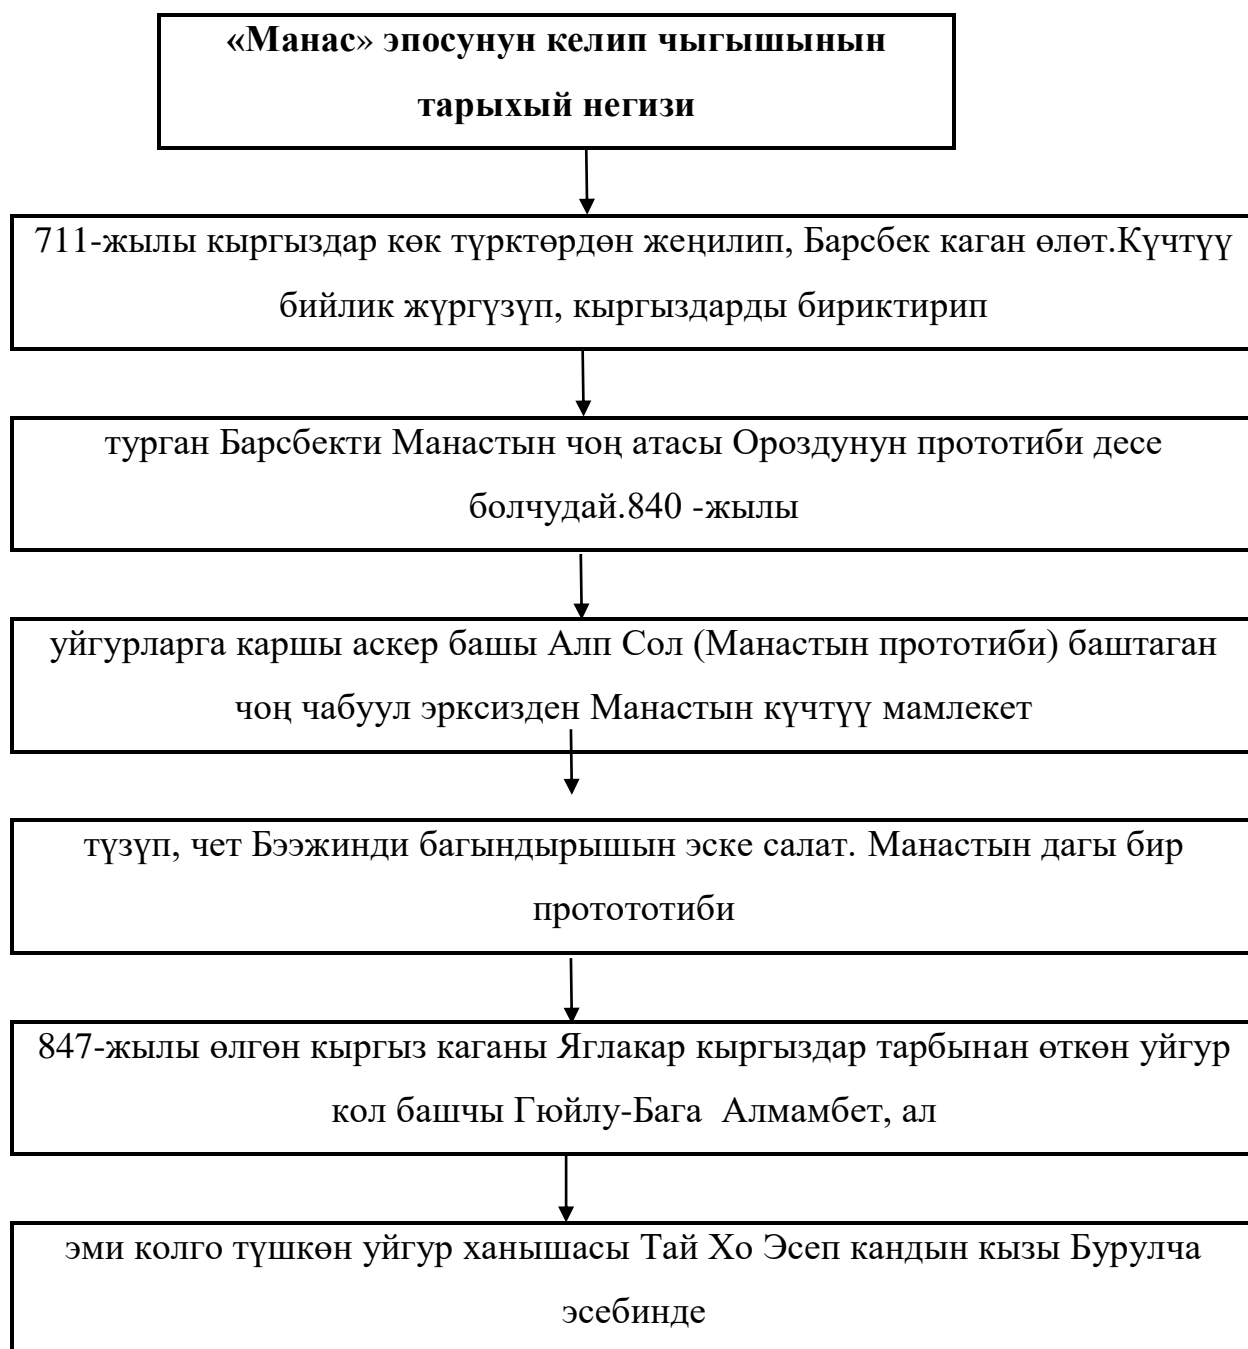 «Манас» эпосунун келип чыгышынын
тарыхый негизи
711-жылы кыргыздар көк түрктөрдөн жеңилип, Барсбек каган өлөт.Күчтүү
бийлик жүргүзүп, кыргыздарды бириктирип
турган Барсбекти Манастын чоң атасы Ороздунун прототиби десе
болчудай.840 -жылы
уйгурларга каршы аскер башы Алп Сол (Манастын прототиби) баштаган
чоң чабуул эрксизден Манастын күчтүү мамлекет
түзүп, чет Бээжинди багындырышын эске салат. Манастын дагы бир
протототиби
847-жылы өлгөн кыргыз каганы Яглакар кыргыздар тарбынан өткөн уйгур
кол башчы Гюйлу-Бага  Алмамбет, ал
эми колго түшкөн уйгур ханышасы Тай Хо Эсеп кандын кызы Бурулча
эсебинде